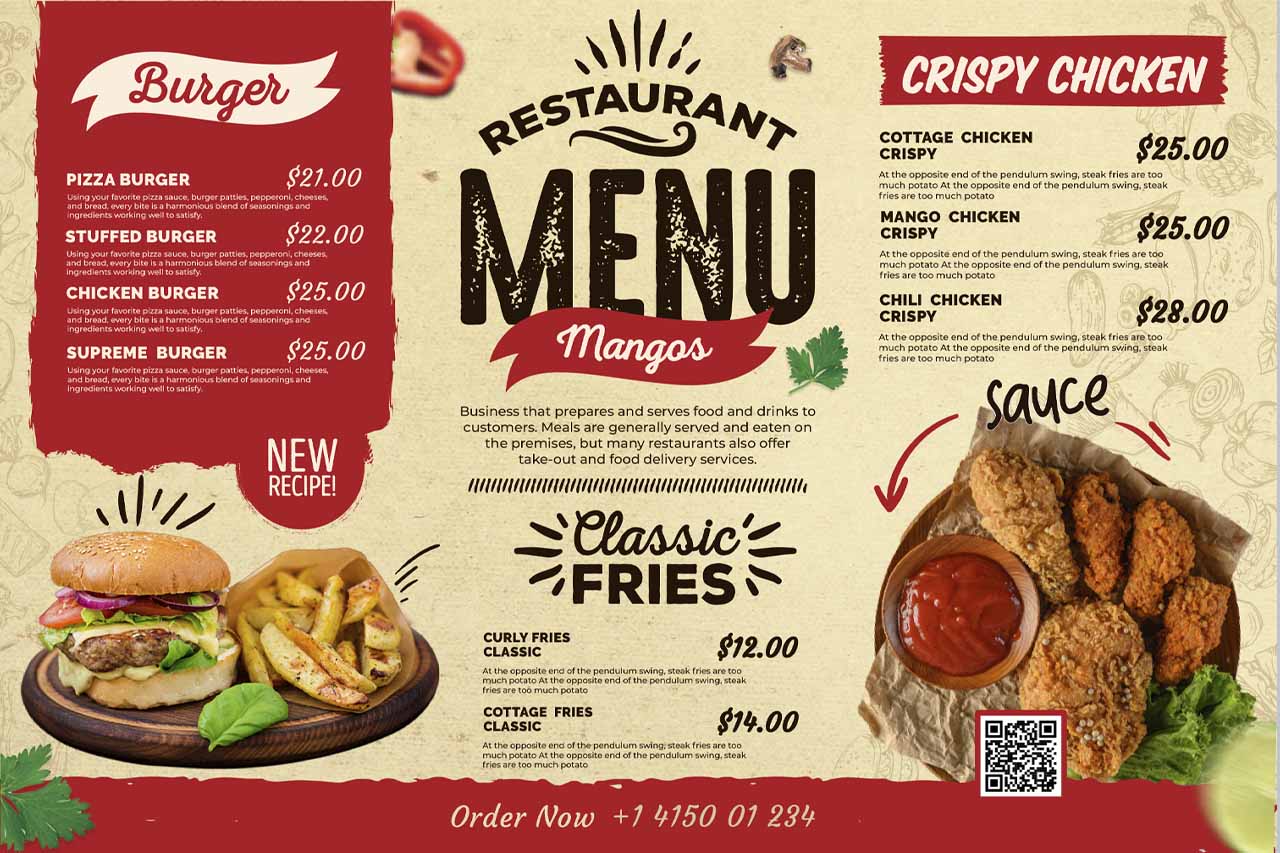 Burger
PIZZA BURGER $21.00
Using your favorite pizza sauce, burger patties, pepperoni, cheeses,
and bread, every bite is a harmonious blend of seasonings and
ingredients working well to satisfy.
STUFFED BURGER $22.00
Using your favorite pizza sauce, burger patties, pepperoni, cheeses,
and bread, every bite is a harmonious blend of seasonings and
ingredients working well to satisfy.
CHICKEN BURGER $25.00
Using your favorite pizza sauce, burger patties, pepperoni, cheeses,
and bread, every bite is a harmonious blend of seasonings and
ingredients working well to satisfy.
SUPREME BURGER $25.00
Using your favorite pizza sauce, burger patties, pepperoni, cheeses,
and bread, every bite is a harmonious blend of seasonings and
ingredients working well to satisfy.
NEW
RECIPE!
RESTAURANT
MENU
Mangos
Business that prepares and serves food and drinks to
customers. Meals are generally served and eaten on
the premises, but many restaurants also offer
take-out and food delivery services.
Classic
FRIES
CURLY FRIES
CLASSIC $12.00
At the opposite end of the pendulum swing, steak fries are too
much potato At the opposite end of the pendulum swing, steak
fries are too much potato
COTTAGE FRIES
CLASSIC $14.00
At the opposite end of the pendulum swing, steak fries are too
much potato At the opposite end of the pendulum swing, steak
fries are too much potato
CRISPY CHICKEN
COTTAGE CHICKEN
CRISPY $25.00
At the opposite end of the pendulum swing, steak fries are too
much potato At the opposite end of the pendulum swing, steak
fries are too much potato
MANGO CHICKEN
CRISPY $25.00
At the opposite end of the pendulum swing, steak fries are too
much potato At the opposite end of the pendulum swing, steak
fries are too much potato
CHILI CHICKEN
CRISPY $28.00
At the opposite end of the pendulum swing, steak fries are too
much potato At the opposite end of the pendulum swing, steak
fries are too much potato
sauce
Order Now +1 4150 01 234